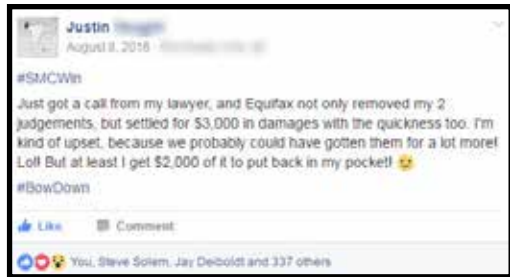 Justin
August 8, 2016
#SMCWin
Just got a call from my lawyer, and Equifax not only removed my 2
judgements, but settled for $3,000 in damages with the quickness too. I'm
kind of upset, because we probably could have gotten them for a lot more!
Lol! But at least I get $2,000 of it to put back in my pocket!
#BowDown
Like Comment
You, Steve Solem, Jay Deiboldt and 337 others